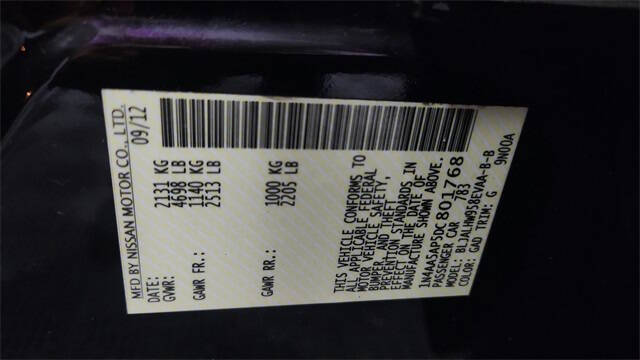 MFD BY NISSAN MOTOR CO., LTD.
DATE: 09/12
GVWR: 2131 KG
4698 LB
GAWR FR.: 1140 KG
2513 LB
GAWR RR.: 1000 KG
2205 LB
THIS VEHICLE CONFORMS TO
ALL APPLICABLE FEDERAL
MOTOR VEHICLE SAFETY,
BUMPER, AND THEFT
PREVENTION STANDARDS IN
EFFECT ON THE DATE OF
MANUFACTURE SHOWN ABOVE.
1N4AA5AP5DC801768
PASSENGER CAR 783
MODEL: BLJALHW958EVAA-B-B
COLOR: GAD TRIM: G 9N00A